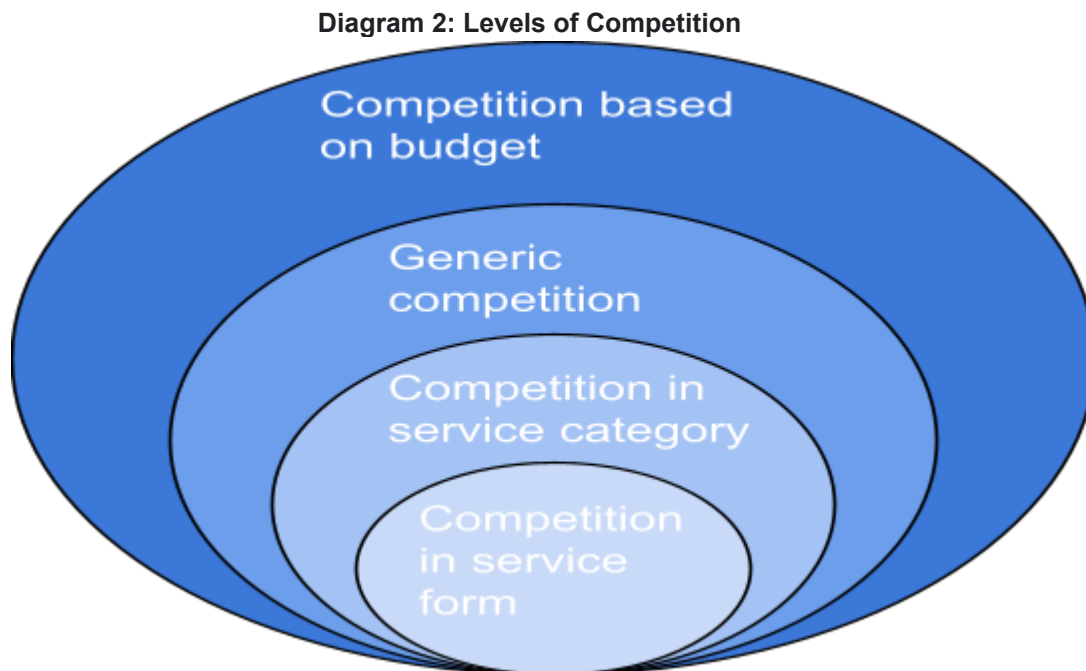 Diagram 2: Levels of Competition
Competition based
on budget
Generic
competition
Competition in
service category
Competition
in service
form